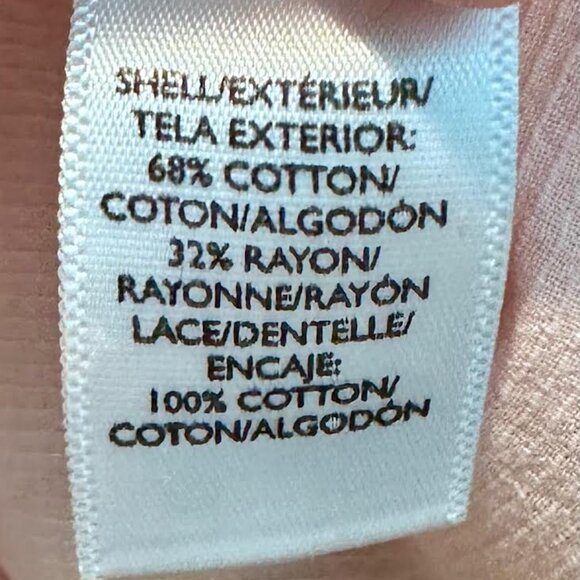 SHELL/EXTÉRIEUR/
TELA EXTERIOR:
68% COTTON/
COTON/ALGODÓN
32% RAYON/
RAYONNE/RAYÓN
LACE/DENTELLE/
ENCAJE:
100% COTTON/
COTON/ALGODÓN